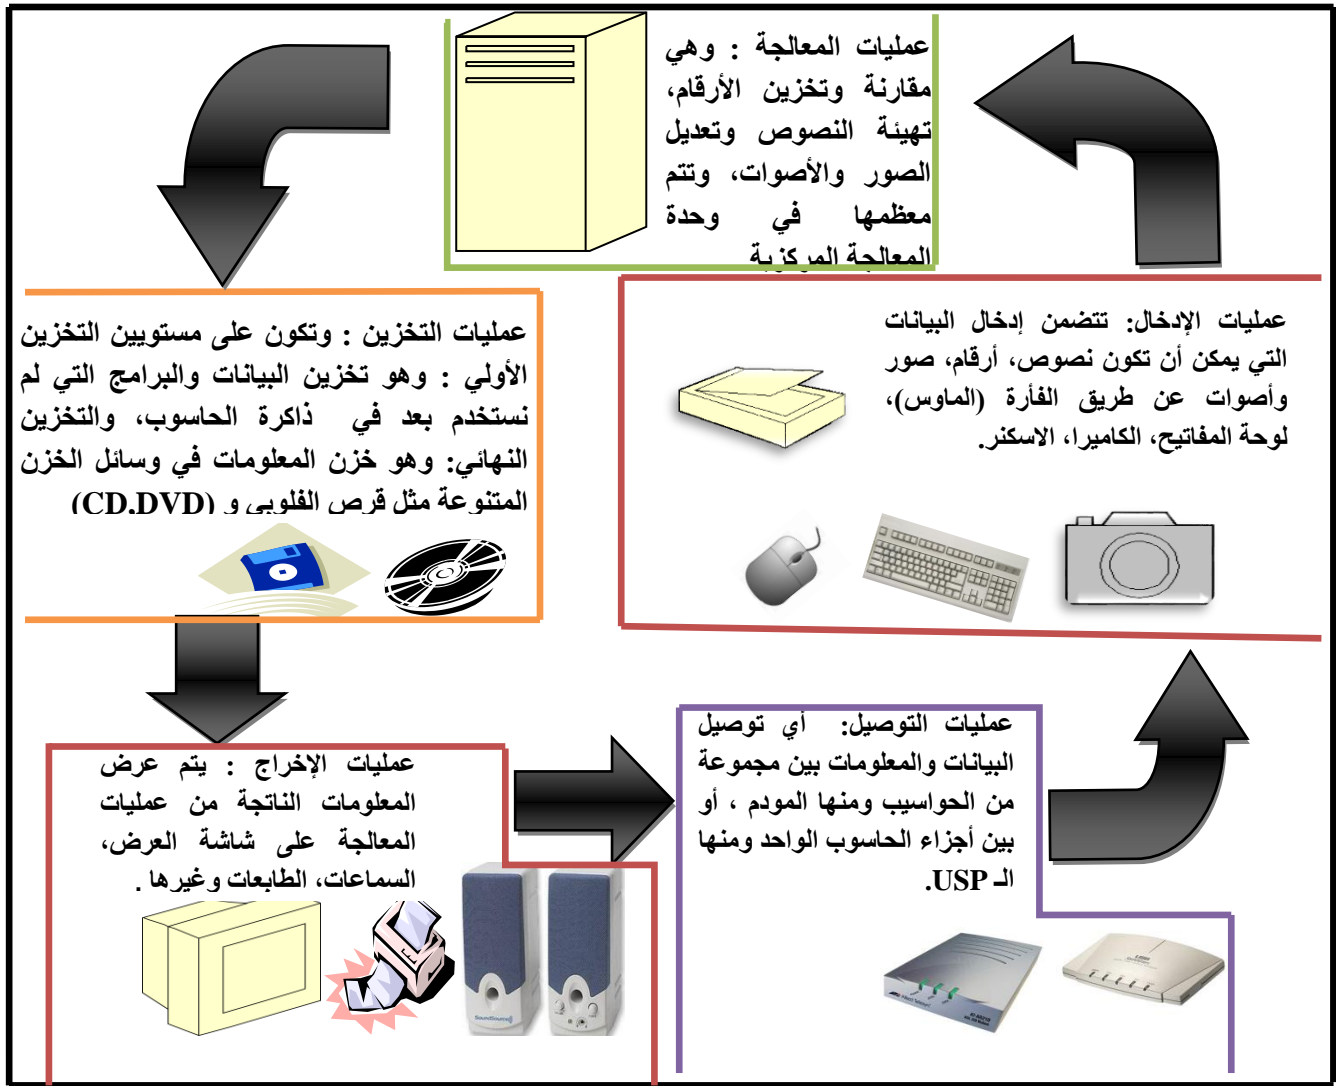 عمليات المعالجة : وهي
مقارنة وتخزين الأرقام،
تهيئة النصوص وتعديل
الصور والأصوات، وتتم
معظمها في وحدة
المعالجة المركزية
عمليات الإدخال: تتضمن إدخال البيانات
التي يمكن أن تكون نصوص، أرقام، صور
وأصوات عن طريق الفأرة (الماوس)،
لوحة المفاتيح، الكاميرا، الاسكنر.
عمليات التخزين : وتكون على مستويين التخزين
الأولي : وهو تخزين البيانات والبرامج التي لم
نستخدم بعد في ذاكرة الحاسوب، والتخزين
النهائي: وهو خزن المعلومات في وسائل الخزن
المتنوعة مثل قرص الفلوبي و (CD,DVD)
عمليات التوصيل: أي توصيل
البيانات والمعلومات بين مجموعة
من الحواسيب ومنها المودم ، أو
بين أجزاء الحاسوب الواحد ومنها
الـ USP.
عمليات الإخراج : يتم عرض
المعلومات الناتجة من عمليات
المعالجة على شاشة العرض،
السماعات، الطابعات وغيرها .
SoundSource